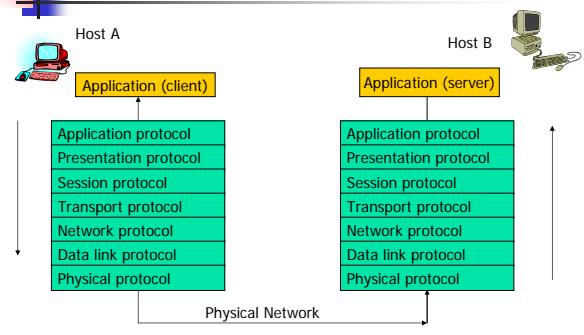 Host A
Host B
Application (client)
Application (server)
Application protocol
Presentation protocol
Session protocol
Transport protocol
Network protocol
Data link protocol
Physical protocol
Application protocol
Presentation protocol
Session protocol
Transport protocol
Network protocol
Data link protocol
Physical protocol
Physical Network